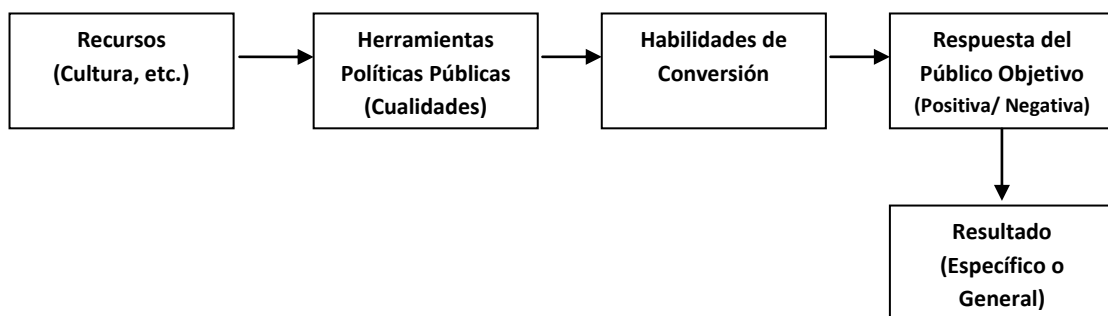 Recursos
(Cultura, etc.)
Herramientas
Políticas Públicas
(Cualidades)
Habilidades de
Conversión
Respuesta del
Público Objetivo
(Positiva/ Negativa)
Resultado
(Específico o
General)